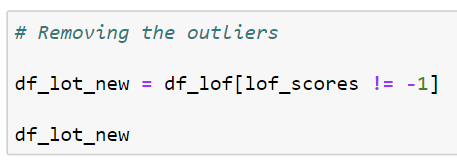 # Removing the outliers
df_lot_new = df_lof[lof_scores != -1]
df_lot_new